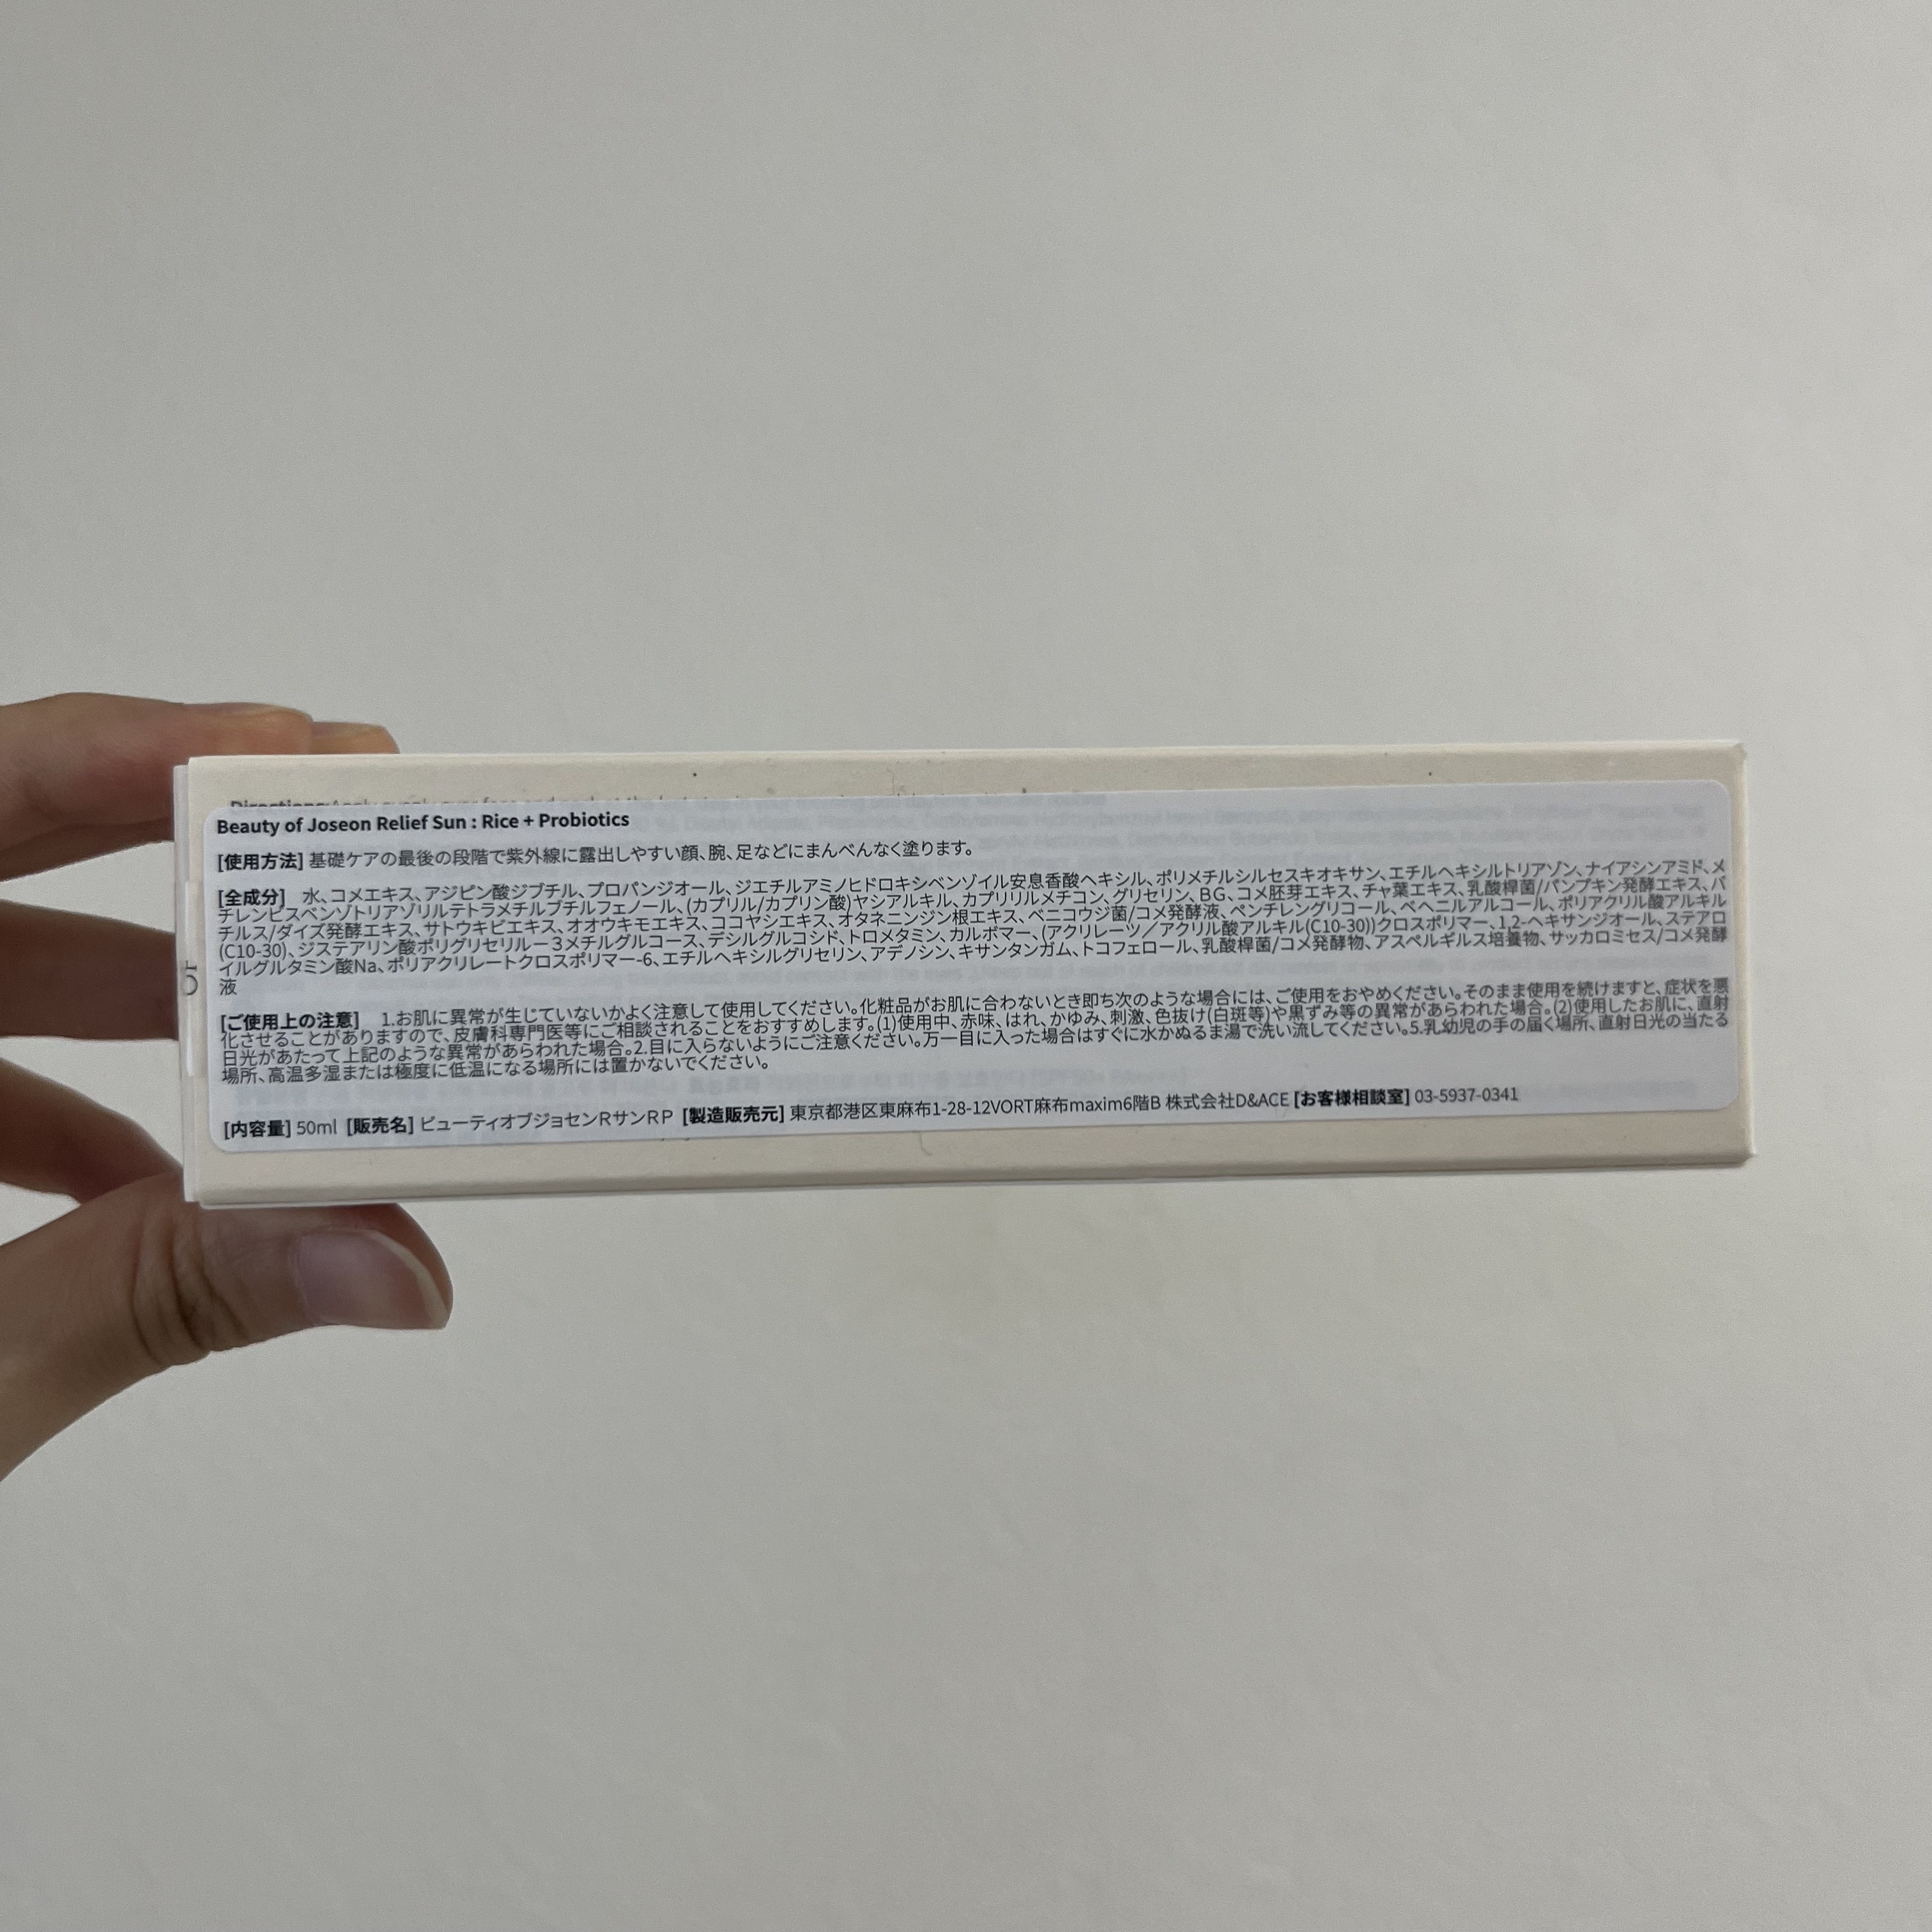 Beauty of Joseon Relief Sun : Rice + Probiotics
[使用方法] 基礎ケアの最後の段階で紫外線に露出しやすい顔、腕、足などにまんべんなく塗ります。
[全成分] 水、コメエキス、アジピン酸ジブチル、プロパンジオール、ジエチルアミノヒドロキシベンゾイル安息香酸ヘキシル、ポリメチルシルセスキオキサン、エチルヘキシルトリアゾン、ナイアシンアミド、メ
チレンビスベンゾトリアゾリルテトラメチルブチルフェノール、(カプリル/カプリン酸)ヤシアルキル、カプリリルメチコン、グリセリン、BG、コメ胚芽エキス、チャ葉エキス、乳酸桿菌/パンプキン発酵エキス、バ
チルス/ダイズ発酵エキス、サトウキビエキス、オオウキモエキス、ココヤシエキス、オタネニンジン根エキス、ベニコウジ菌/コメ発酵液、ペンチレングリコール、ベヘニルアルコール、ポリアクリル酸アルキル
(C10-30)、ジステアリン酸ポリグリセリル－3メチルグルコース、デシルグルコシド、トロメタミン、カルボマー、(アクリレーツ／アクリル酸アルキル(C10-30))クロスポリマー、1,2-ヘキサンジオール、ステアロ
イルグルタミン酸Na、ポリアクリレートクロスポリマー-6、エチルヘキシルグリセリン、アデノシン、キサンタンガム、トコフェロール、乳酸桿菌/コメ発酵物、アスペルギルス培養物、サッカロミセス/コメ発酵
液
[ご使用上の注意] 1.お肌に異常が生じていないかよく注意して使用してください。化粧品がお肌に合わないとき即ち次のような場合には、ご使用をおやめください。そのまま使用を続けますと、症状を悪
化させることがありますので、皮膚科専門医等にご相談されることをおすすめします。(1)使用中、赤味、はれ、かゆみ、刺激、色抜け(白斑等)や黒ずみ等の異常があらわれた場合。(2)使用したお肌に、直射
日光があたって上記のような異常があらわれた場合。2.目に入らないようにご注意ください。万一目に入った場合はすぐに水かぬるま湯で洗い流してください。5.乳幼児の手の届く場所、直射日光の当たる
場所、高温多湿または極度に低温になる場所には置かないでください。
[内容量] 50ml [販売名] ビューティオブジョセンRサンRP [製造販売元] 東京都港区東麻布1-28-12VORT麻布maxim6階B 株式会社D&ACE [お客様相談室] 03-5937-0341